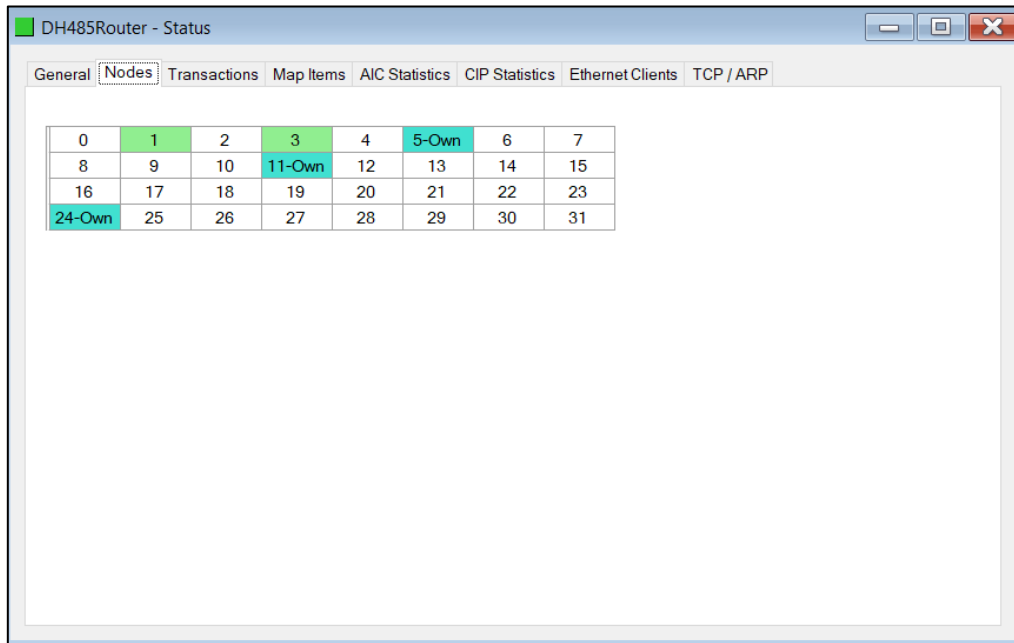 DH485Router - Status
General Nodes Transactions Map Items AIC Statistics CIP Statistics Ethernet Clients TCP / ARP
0 1 2 3 4 5-Own 6 7
8 9 10 11-Own 12 13 14 15
16 17 18 19 20 21 22 23
24-Own 25 26 27 28 29 30 31